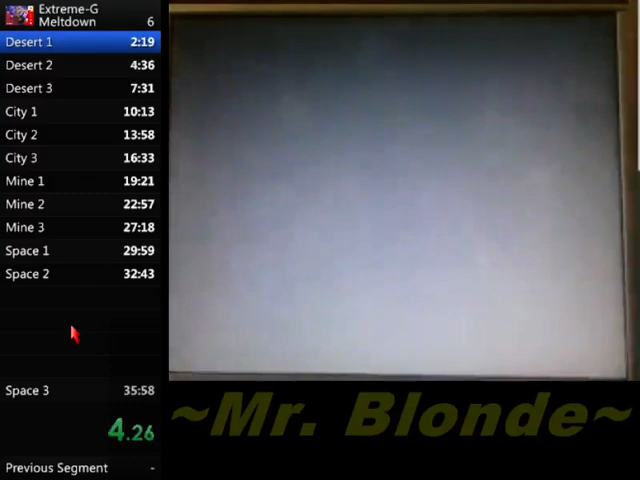 Extreme-G
Meltdown 6
Desert 1 2:19
Desert 2 4:36
Desert 3 7:31
City 1 10:13
City 2 13:58
City 3 16:33
Mine 1 19:21
Mine 2 22:57
Mine 3 27:18
Space 1 29:59
Space 2 32:43
Space 3 35:58
4.26
~Mr. Blonde~
Previous Segment -